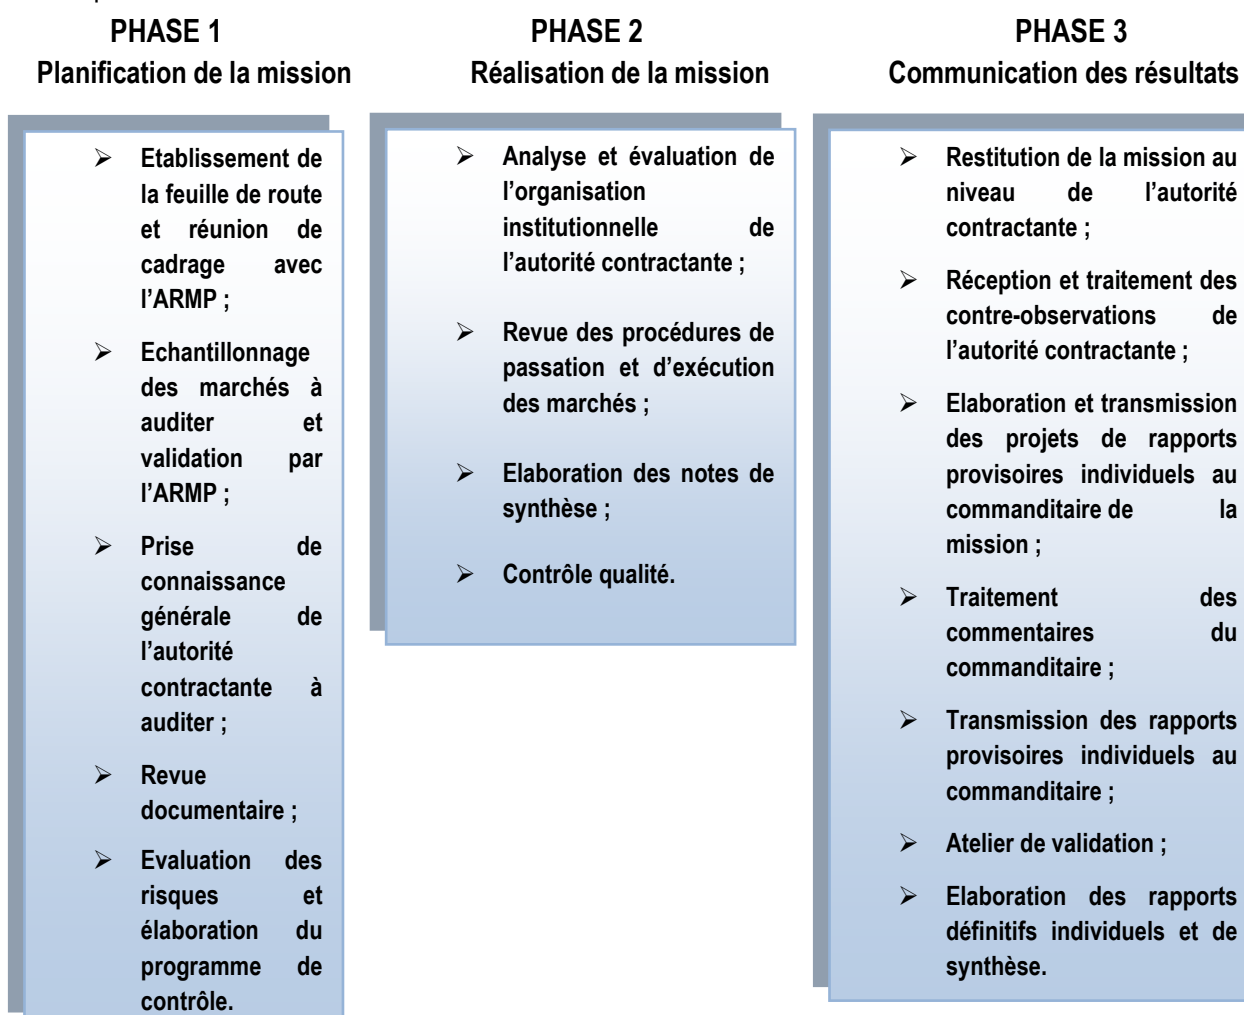 PHASE 1
Planification de la mission
➢ Etablissement de
la feuille de route
et réunion de
cadrage avec
l’ARMP ;
➢ Echantillonnage
des marchés à
auditer et
validation par
l’ARMP ;
➢ Prise de
connaissance
générale de
l’autorité
contractante à
auditer ;
➢ Revue
documentaire ;
➢ Evaluation des
risques et
élaboration du
programme de
contrôle.
PHASE 2
Réalisation de la mission
➢ Analyse et évaluation de
l’organisation
institutionnelle de
l’autorité contractante ;
➢ Revue des procédures de
passation et d’exécution
des marchés ;
➢ Elaboration des notes de
synthèse ;
➢ Contrôle qualité.
PHASE 3
Communication des résultats
➢ Restitution de la mission au
niveau de l’autorité
contractante ;
➢ Réception et traitement des
contre-observations de
l’autorité contractante ;
➢ Elaboration et transmission
des projets de rapports
provisoires individuels au
commanditaire de la
mission ;
➢ Traitement des
commentaires du
commanditaire ;
➢ Transmission des rapports
provisoires individuels au
commanditaire ;
➢ Atelier de validation ;
➢ Elaboration des rapports
définitifs individuels et de
synthèse.